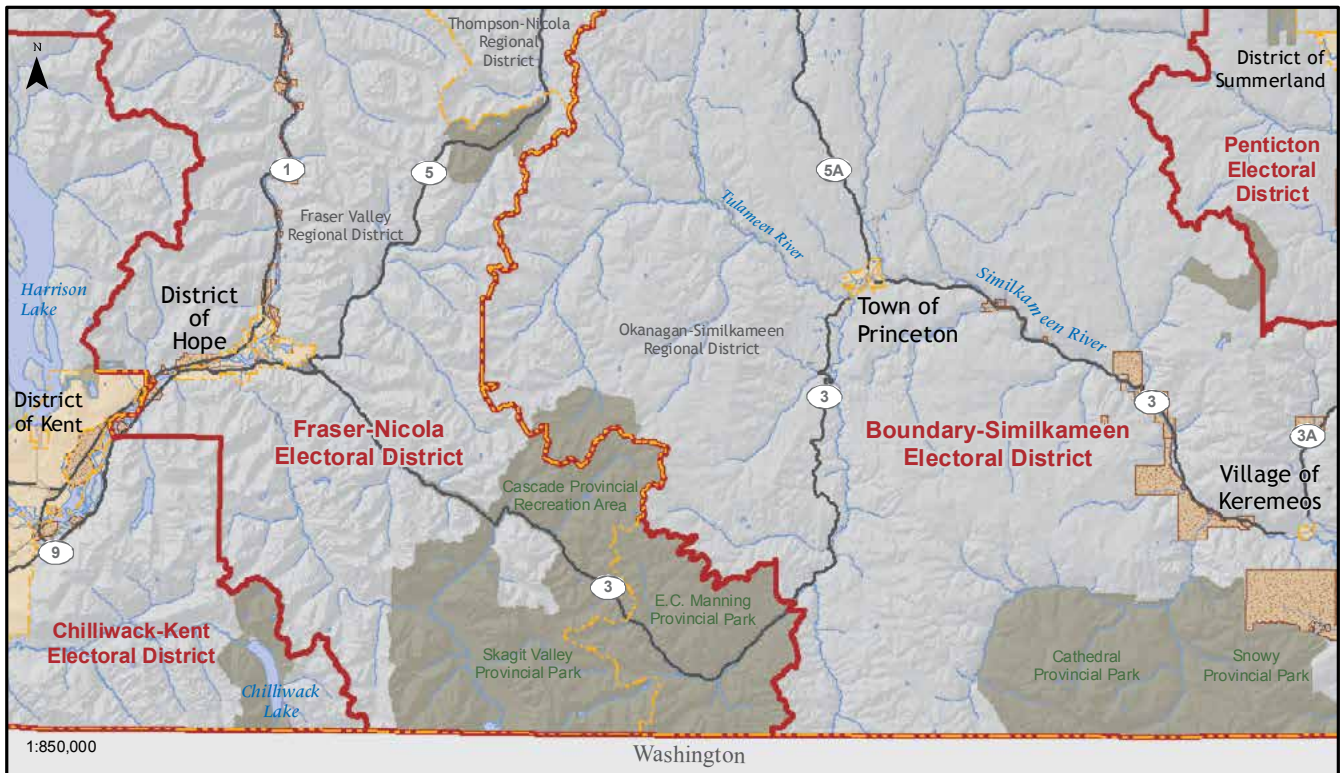 Thompson-Nicola
Regional
District
N
District of
Summerland
Penticton
Electoral
District
1
5
5A
Fraser Valley
Regional District
Tulameen River
Harrison
Lake
District
of
Hope
Similkameen River
Town of
Princeton
Okanagan-Similkameen
Regional District
District
of Kent
3
3
3A
Fraser-Nicola
Electoral District
Boundary-Similkameen
Electoral District
Village of
Keremeos
Cascade Provincial
Recreation Area
9
3
E.C. Manning
Provincial Park
Chilliwack-Kent
Electoral District
Skagit Valley
Provincial Park
Cathedral
Provincial Park
Snowy
Provincial Park
Chilliwack
Lake
1:850,000
Washington